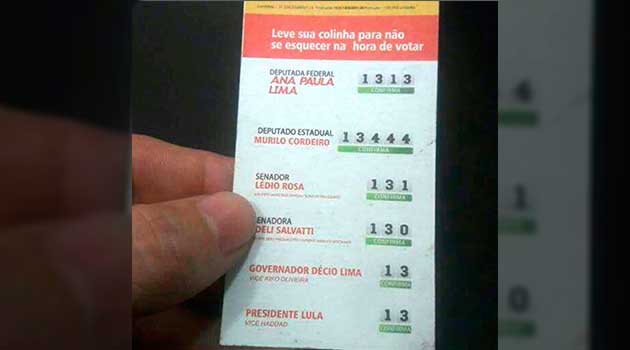 Leve sua colinha para não
se esquecer na hora de votar
DEPUTADA FEDERAL
ANA PAULA
LIMA
1313
CONFIRMA
DEPUTADO ESTADUAL
MURILO CORDEIRO
13444
CONFIRMA
SENADOR
LÉDIO ROSA
131
CONFIRMA
SENADORA
IDELI SALVATTI
130
CONFIRMA
GOVERNADOR DÉCIO LIMA
VICE KIKO OLIVEIRA
13
CONFIRMA
PRESIDENTE LULA
VICE HADDAD
13
CONFIRMA